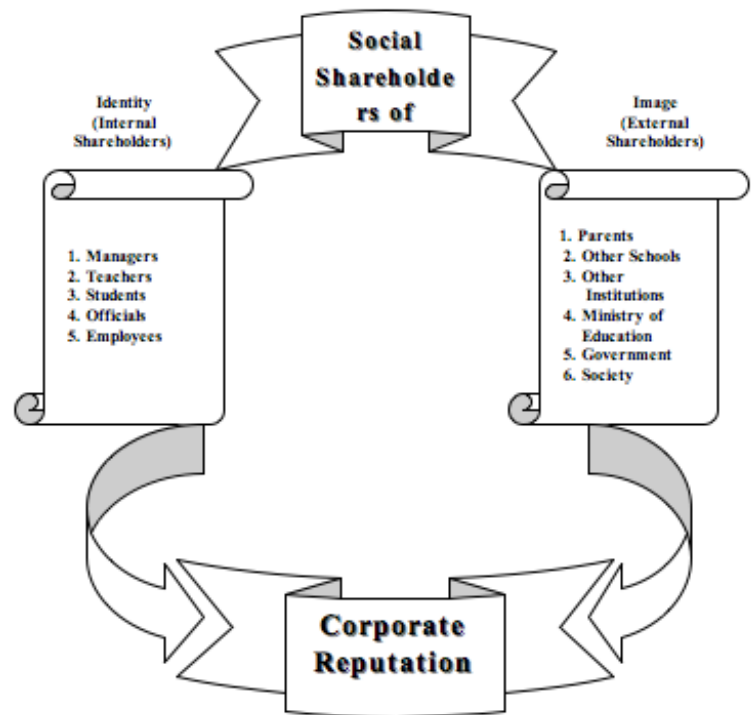 Social
Shareholde
rs of
Identity
(Internal
Shareholders)
Image
(External
Shareholders)
1. Managers
2. Teachers
3. Students
4. Officials
5. Employees
1. Parents
2. Other Schools
3. Other
Institutions
4. Ministry of
Education
5. Government
6. Society
Corporate
Reputation